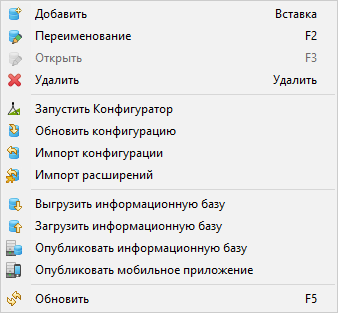 Добавить Вставка
Переименование F2
Открыть F3
Удалить Удалить
Запустить Конфигуратор
Обновить конфигурацию
Импорт конфигурации
Импорт расширений
Выгрузить информационную базу
Загрузить информационную базу
Опубликовать информационную базу
Опубликовать мобильное приложение
Обновить F5